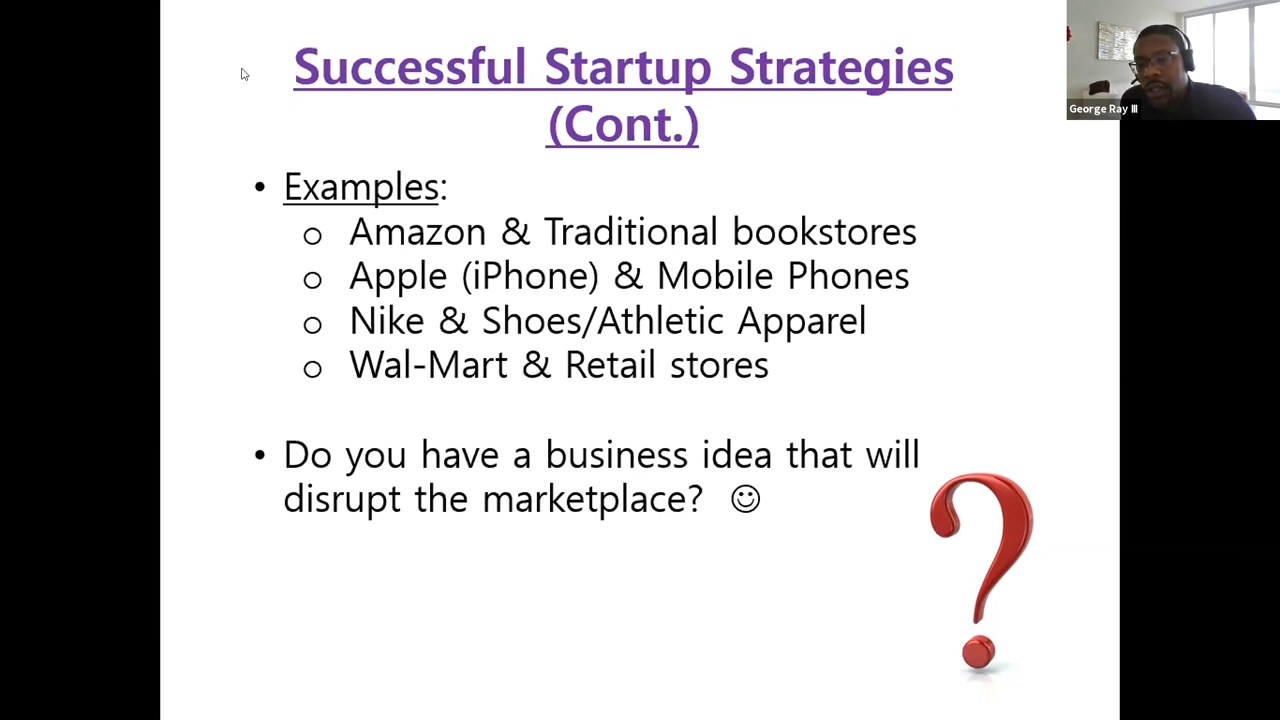 Successful Startup Strategies
(Cont.)
• Examples:
o Amazon & Traditional bookstores
o Apple (iPhone) & Mobile Phones
o Nike & Shoes/Athletic Apparel
o Wal-Mart & Retail stores
• Do you have a business idea that will
disrupt the marketplace? ☺
?
George Ray III